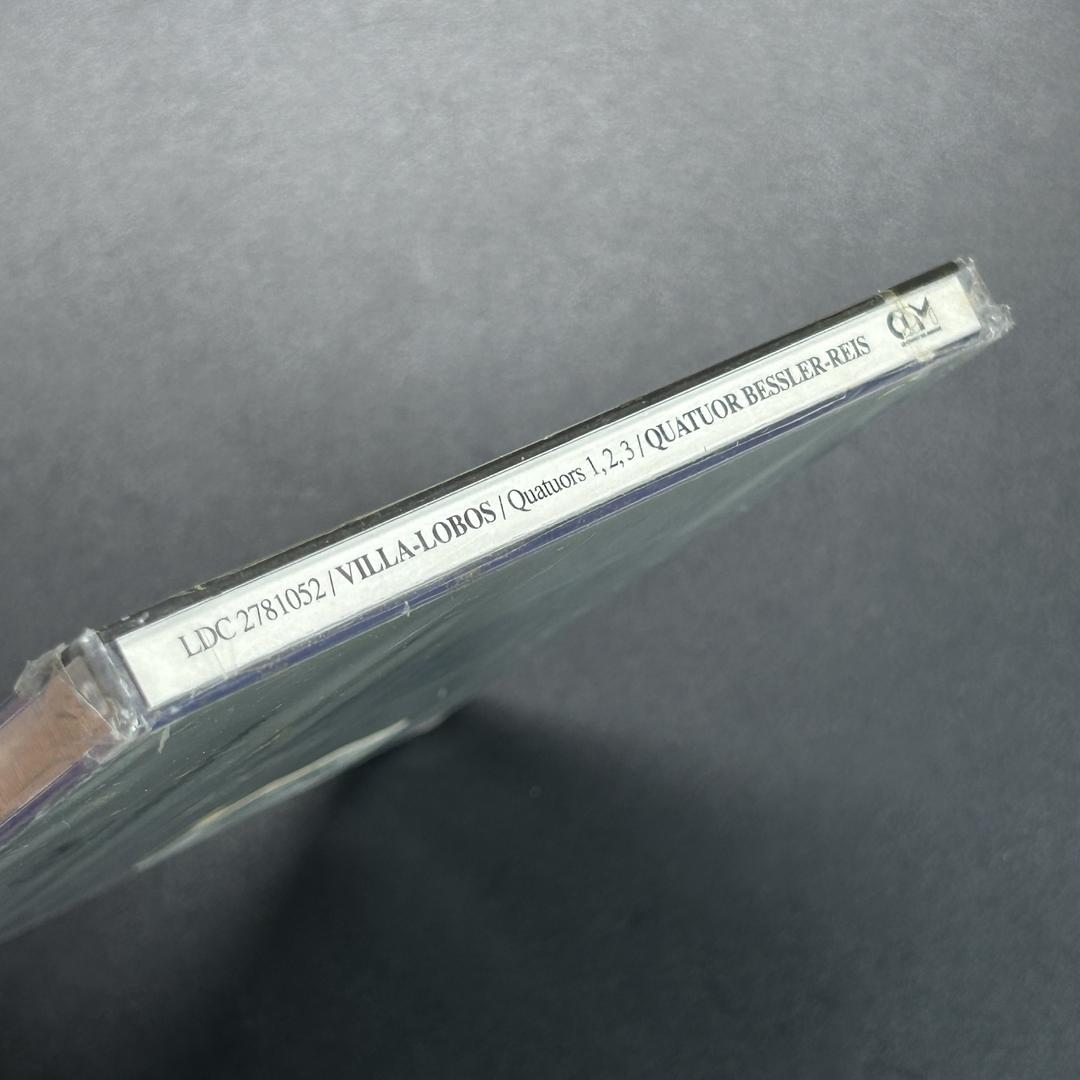 LDC 2781052 / VILLA-LOBOS / Quatuors 1, 2, 3 / QUATUOR BESSLER-REIS